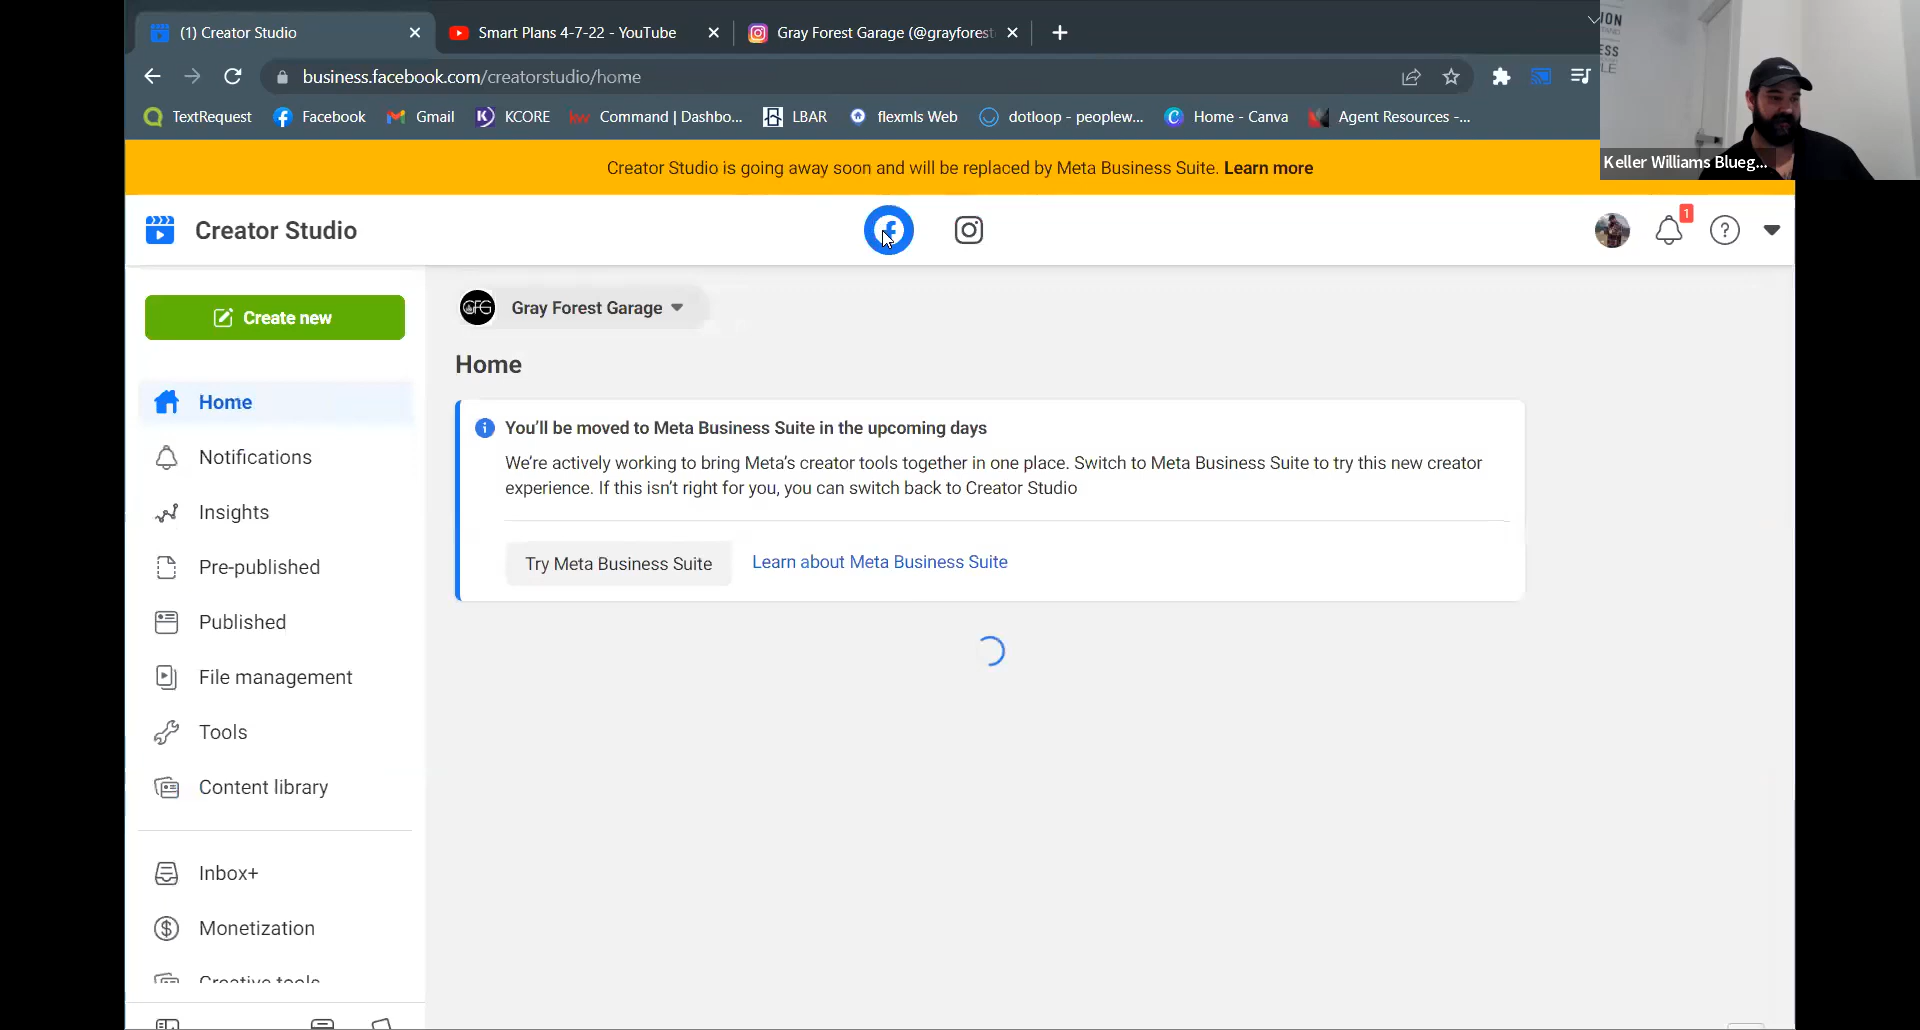 (1) Creator Studio
Smart Plans 4-7-22 - YouTube
Gray Forest Garage (@grayforest
business.facebook.com/creatorstudio/home
TextRequest Facebook Gmail KCORE Command | Dashbo... LBAR flexmls Web dotloop - peoplew... Home - Canva Agent Resources -...
Keller Williams Blueg...
Creator Studio is going away soon and will be replaced by Meta Business Suite. Learn more
Creator Studio
1
Create new
GFG
Gray Forest Garage
Home
Home
Notifications
Insights
Pre-published
Published
File management
Tools
Content library
Inbox+
Monetization
Creative tools
You'll be moved to Meta Business Suite in the upcoming days
We're actively working to bring Meta's creator tools together in one place. Switch to Meta Business Suite to try this new creator
experience. If this isn't right for you, you can switch back to Creator Studio
Try Meta Business Suite
Learn about Meta Business Suite